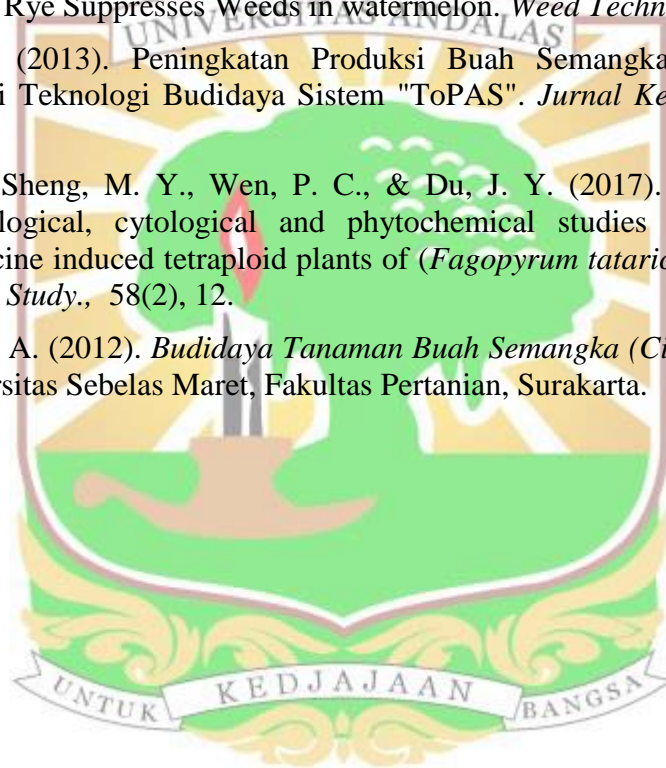 Rye Suppresses Weeds in watermelon. Weed Techn
UNIVERSITAS ANDALAS
(2013). Peningkatan Produksi Buah Semangka
i Teknologi Budidaya Sistem "ToPAS". Jurnal Ke
Sheng, M. Y., Wen, P. C., & Du, J. Y. (2017).
logical, cytological and phytochemical studies
cine induced tetraploid plants of (Fagopyrum tatario
Study., 58(2), 12.
A. (2012). Budidaya Tanaman Buah Semangka (Ci
rsitas Sebelas Maret, Fakultas Pertanian, Surakarta.
UNTUK KEDJAJAAN BANGSA